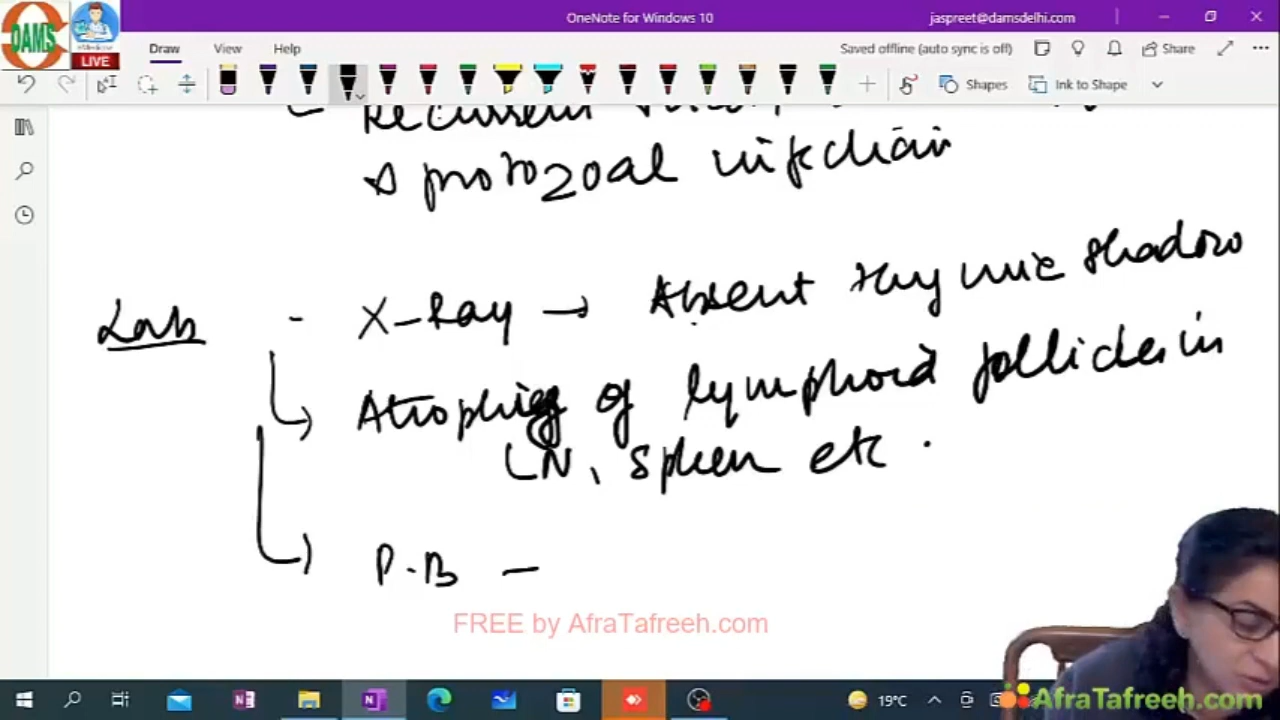 OneNote for Windows 10
jaspreet@damsdelhi.com
DAMS
LIVE
Draw View Help
Saved offline (auto sync is off)
Share
Shapes
Ink to Shape
Recurrent
& protozoal infection
Lab - X-Ray → Absent thymic shadow
Atrophy of lymphoid follicles in
LN, Spleen etc.
P.B –
FREE by AfraTafreeh.com
19°C
AfraTafreeh.com